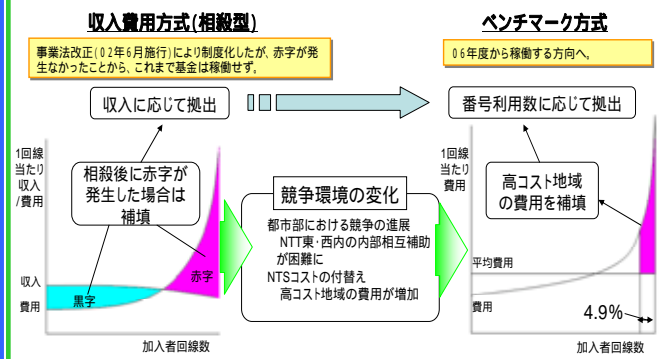 収入費用方式(相殺型)
ベンチマーク方式
事業法改正(02年6月施行)により制度化したが、赤字が発
生なかったことから、これまで基金は稼働せず。
06年度から稼働する方向へ。
収入に応じて拠出
番号利用数に応じて拠出
1回線
当たり
収入
/費用
相殺後に赤字が
発生した場合は
補填
赤字
収入
費用
黒字
加入者回線数
競争環境の変化
都市部における競争の進展
NTT東・西内の内部相互補助
が困難に
NTSコストの付替え
高コスト地域の費用が増加
1回線
当たり
費用
高コスト地域
の費用を補填
平均費用
費用
4.9%
加入者回線数